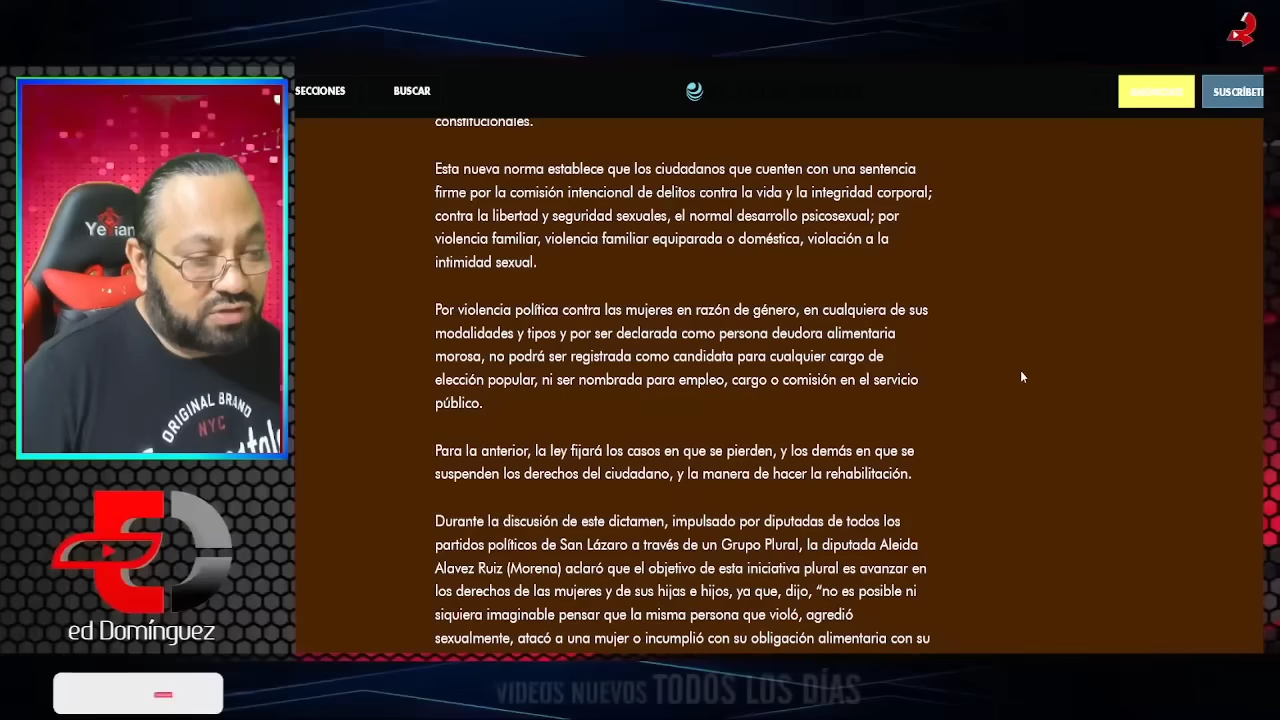 SECCIONES
BUSCAR
SUSCRÍBETE
constitucionales.
Esta nueva norma establece que los ciudadanos que cuenten con una sentencia
firme por la comisión intencional de delitos contra la vida y la integridad corporal;
contra la libertad y seguridad sexuales, el normal desarrollo psicosexual; por
violencia familiar, violencia familiar equiparada o doméstica, violación a la
intimidad sexual.
Por violencia política contra las mujeres en razón de género, en cualquiera de sus
modalidades y tipos y por ser declarada como persona deudora alimentaria
morosa, no podrá ser registrada como candidata para cualquier cargo de
elección popular, ni ser nombrada para empleo, cargo o comisión en el servicio
público.
Para la anterior, la ley fijará los casos en que se pierden, y los demás en que se
suspenden los derechos del ciudadano, y la manera de hacer la rehabilitación.
Durante la discusión de este dictamen, impulsado por diputadas de todos los
partidos políticos de San Lázaro a través de un Grupo Plural, la diputada Aleida
Alavez Ruiz (Morena) aclaró que el objetivo de esta iniciativa plural es avanzar en
los derechos de las mujeres y de sus hijas e hijos, ya que, dijo, “no es posible ni
siquiera imaginable pensar que la misma persona que violó, agredió
sexualmente, atacó a una mujer o incumplió con su obligación alimentaria con su
ORIGINAL BRAND
NYC
ed Domínguez
VIDEOS NUEVOS TODOS LOS DÍAS